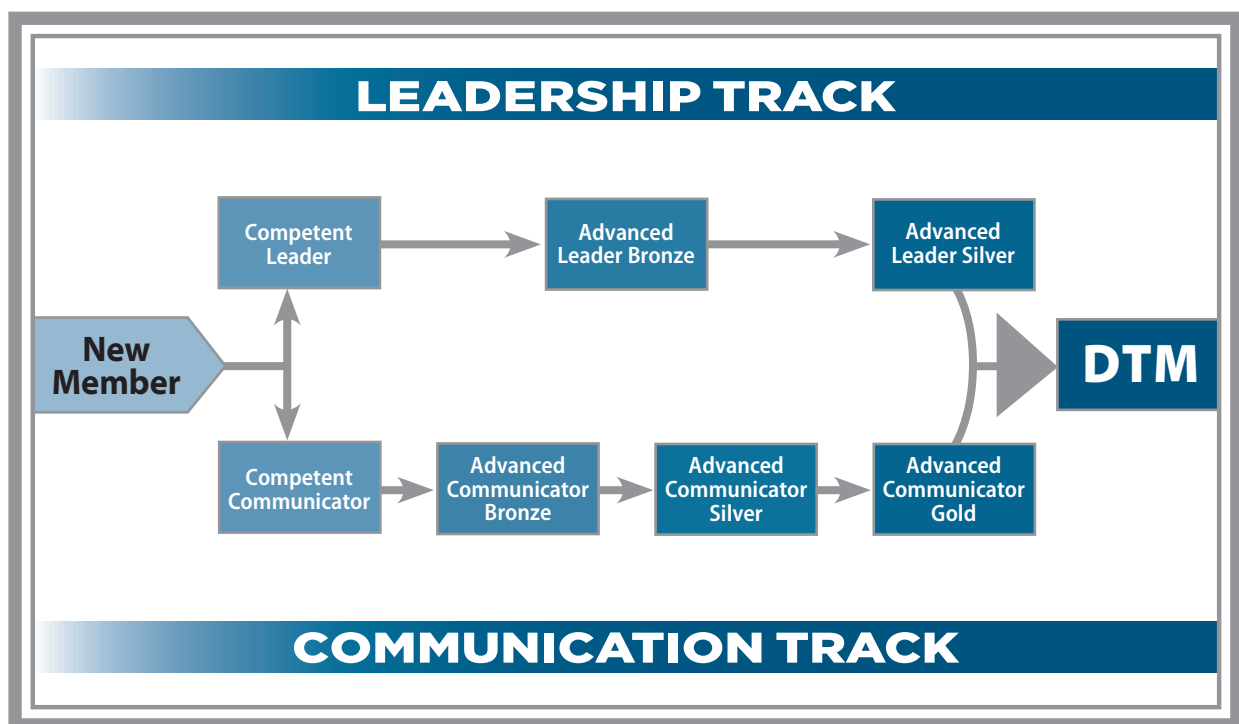 LEADERSHIP TRACK
Competent
Leader
Advanced
Leader Bronze
Advanced
Leader Silver
New
Member
DTM
Competent
Communicator
Advanced
Communicator
Bronze
Advanced
Communicator
Silver
Advanced
Communicator
Gold
COMMUNICATION TRACK